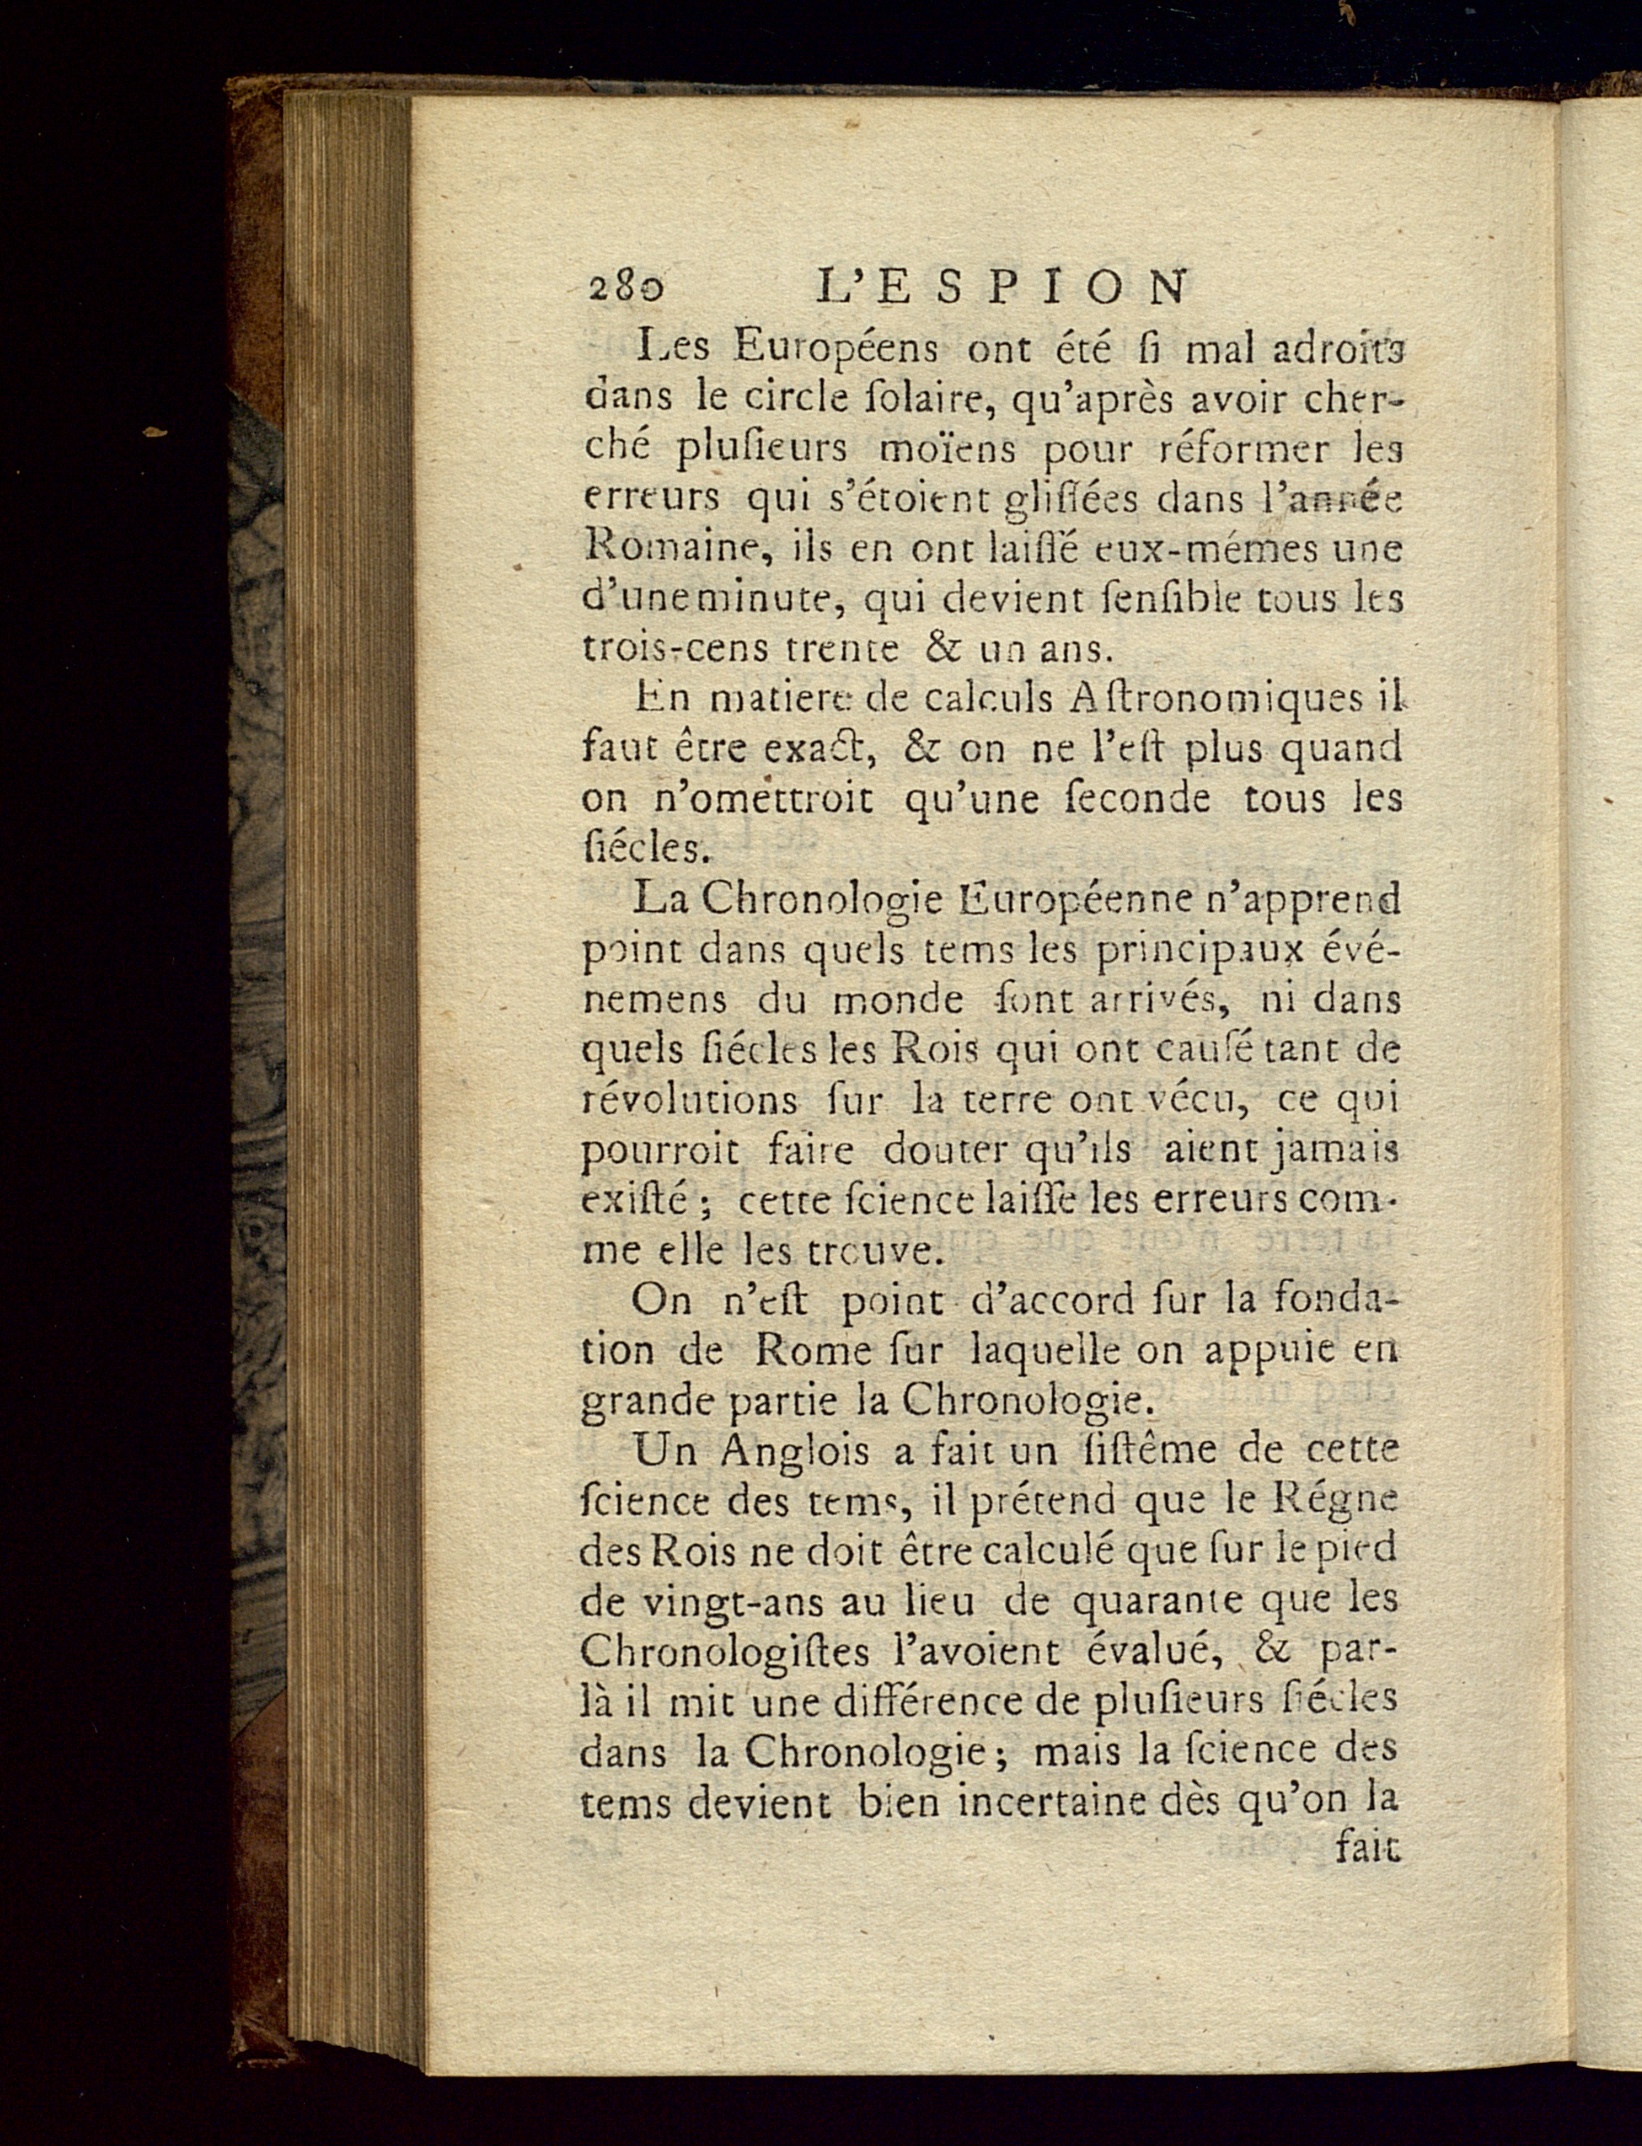 280 L'ESPION
Les Européens ont été ſi mal adroits
dans le circle ſolaire, qu'après avoir cher-
ché pluſieurs moïens pour réformer les
erreurs qui s'étoient gliſſées dans l'année
Romaine, ils en ont laiſſé eux-mémes une
d'une minute, qui devient ſenſible tous les
trois-cens trente & un ans.
En matiere de calculs Aſtronomiques il
faut être exact, & on ne l'eſt plus quand
on n'omettroit qu'une ſeconde tous les
ſiécles.
La Chronologie Européenne n'apprend
point dans quels tems les principaux évé-
nemens du monde ſont arrivés, ni dans
quels ſiécles les Rois qui ont cauſé tant de
révolutions ſur la terre ont vécu, ce qui
pourroit faire douter qu'ils aient jamais
exiſté; cette ſcience laiſſe les erreurs com-
me elle les trouve.
On n'eſt point d'accord ſur la fonda-
tion de Rome ſur laquelle on appuie en
grande partie la Chronologie.
Un Anglois a fait un ſiſtême de cette
ſcience des tems, il prétend que le Régne
des Rois ne doit être calculé que ſur le pied
de vingt-ans au lieu de quarante que les
Chronologiſtes l'avoient évalué, & par-
là il mit une différence de pluſieurs ſiécles
dans la Chronologie; mais la ſcience des
tems devient bien incertaine dès qu'on la
fait